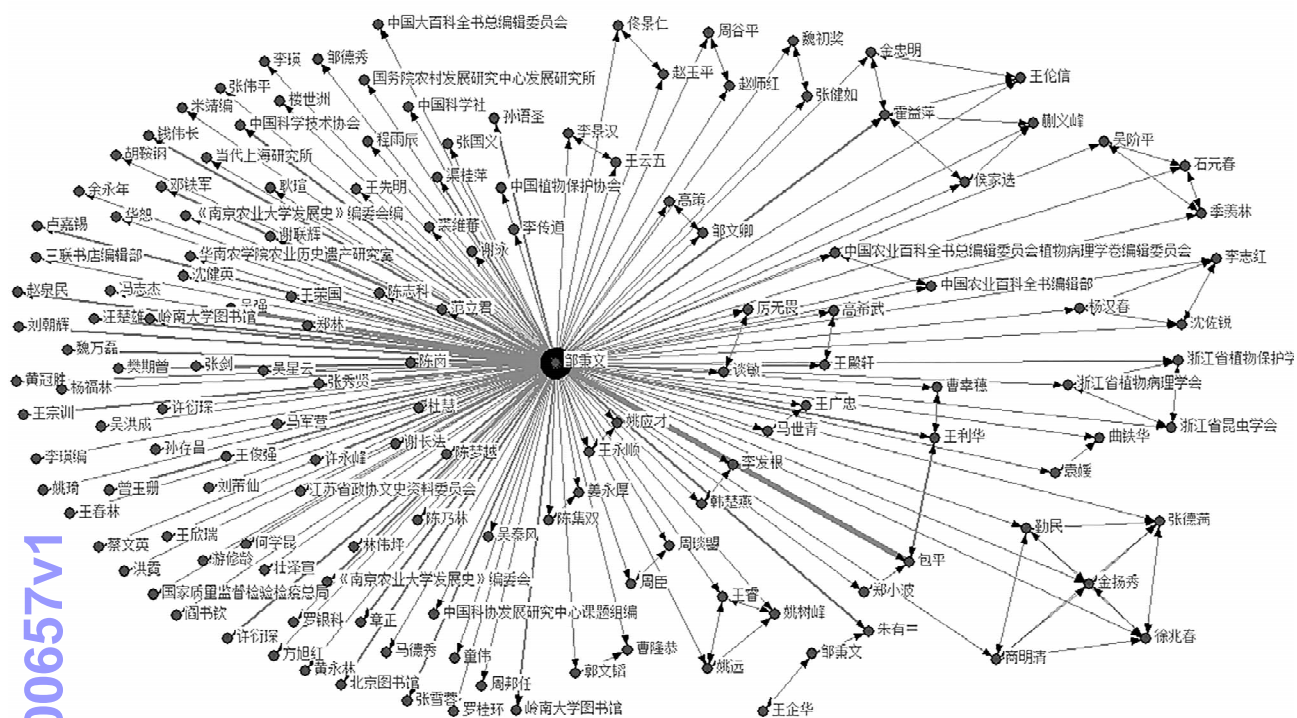 中国大百科全书总编辑委员会
佟景仁
周谷平
魏初奖
金忠明
李瑛
邹德秀
赵玉平
赵师红
张健如
王伦信
张伟平
楼世洲
国务院农村发展研究中心发展研究所
米靖编
中国科学社
孙语圣
霍益萍
蒯义峰
钱伟长
中国科学技术协会
程雨辰
张国义
李景汉
王云五
吴阶平
石元春
胡鞍钢
当代上海研究所
渠桂萍
侯家选
余永年
邓铁军
耿瑄
王先明
中国植物保护协会
高策
季羡林
卢嘉锡
华恕
《南京农业大学发展史》编委会编
裴维蕃
李传道
邹文卿
谢联辉
谢泳
三联书店编辑部
华南农学院农业历史遗产研究室
中国农业百科全书总编辑委员会植物病理学卷编辑委员会
李志红
沈健英
中国农业百科全书编辑部
赵泉民
冯志杰
王荣国
陈志科
范立君
厉无畏
高希武
杨汉春
沈佐锐
刘朝辉
汪楚雄
岭南大学图书馆
吴强
郑林
魏万磊
樊期曾
张剑
吴星云
陈岗
邹秉文
谈敏
王殿轩
浙江省植物保护学
黄冠胜
杨福林
张秀贤
曹幸穗
浙江省植物病理学会
王宗训
许衍琛
杜慧
王广忠
吴洪成
马军营
姚应才
马世青
王利华
曲铁华
浙江省昆虫学会
李瑛编
孙存昌
王俊强
许永峰
谢长法
陈梦越
王永顺
李发根
袁媛
姚琦
曾玉珊
刘芾仙
江苏省政协文史资料委员会
姜永厚
韩楚燕
王春林
陈乃林
陈集双
勤民
张德满
蔡文英
王欣瑞
何学昆
林伟坪
吴秦风
周琰盟
包平
洪霓
游修龄
杜泽宣
周臣
郑小波
金扬秀
国家质量监督检验检疫总局
《南京农业大学发展史》编委会
王睿
阎书钦
罗银科
章正
中国科协发展研究中心课题组编
姚树峰
朱有
徐兆春
许衍琛
方旭红
马德秀
童伟
曹隆恭
邹秉文
商明清
黄永林
郭文韬
姚远
北京图书馆
周邦任
张雪蓉
罗桂环
岭南大学图书馆
王企华
00657v1